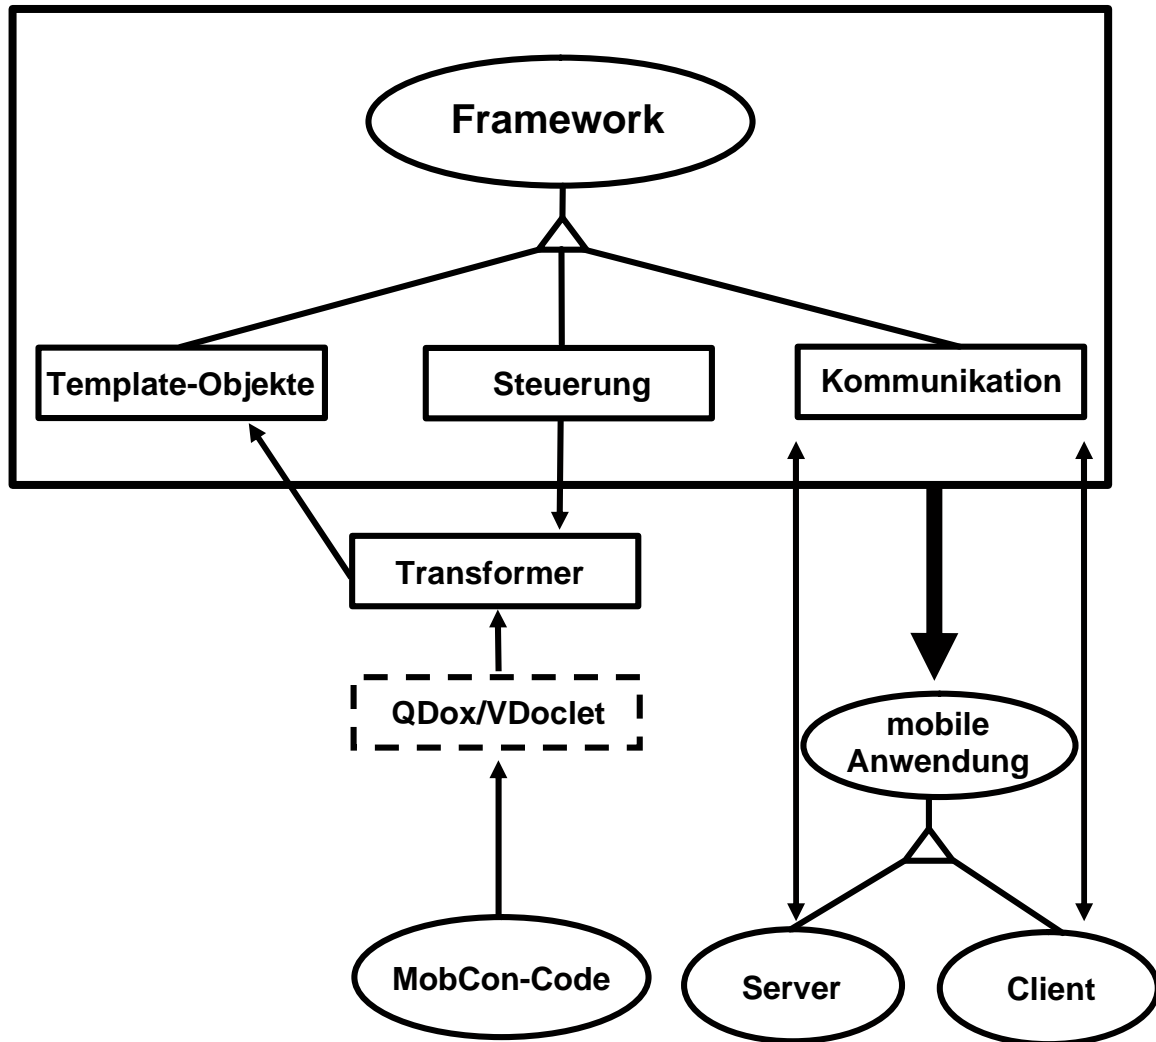 Framework
Template-Objekte
Steuerung
Kommunikation
Transformer
QDox/VDoclet
mobile
Anwendung
MobCon-Code
Server
Client